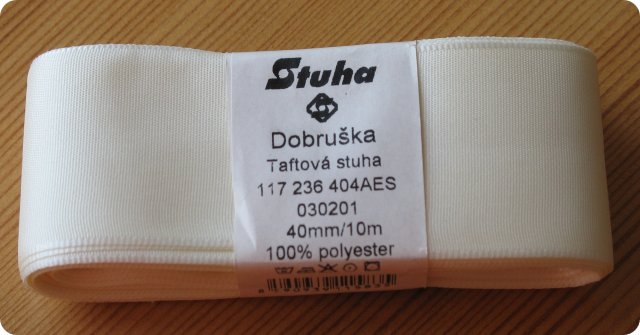 Stuha
Dobruška
Taftová stuha
117 236 404AES
030201
40mm/10m
100% polyester